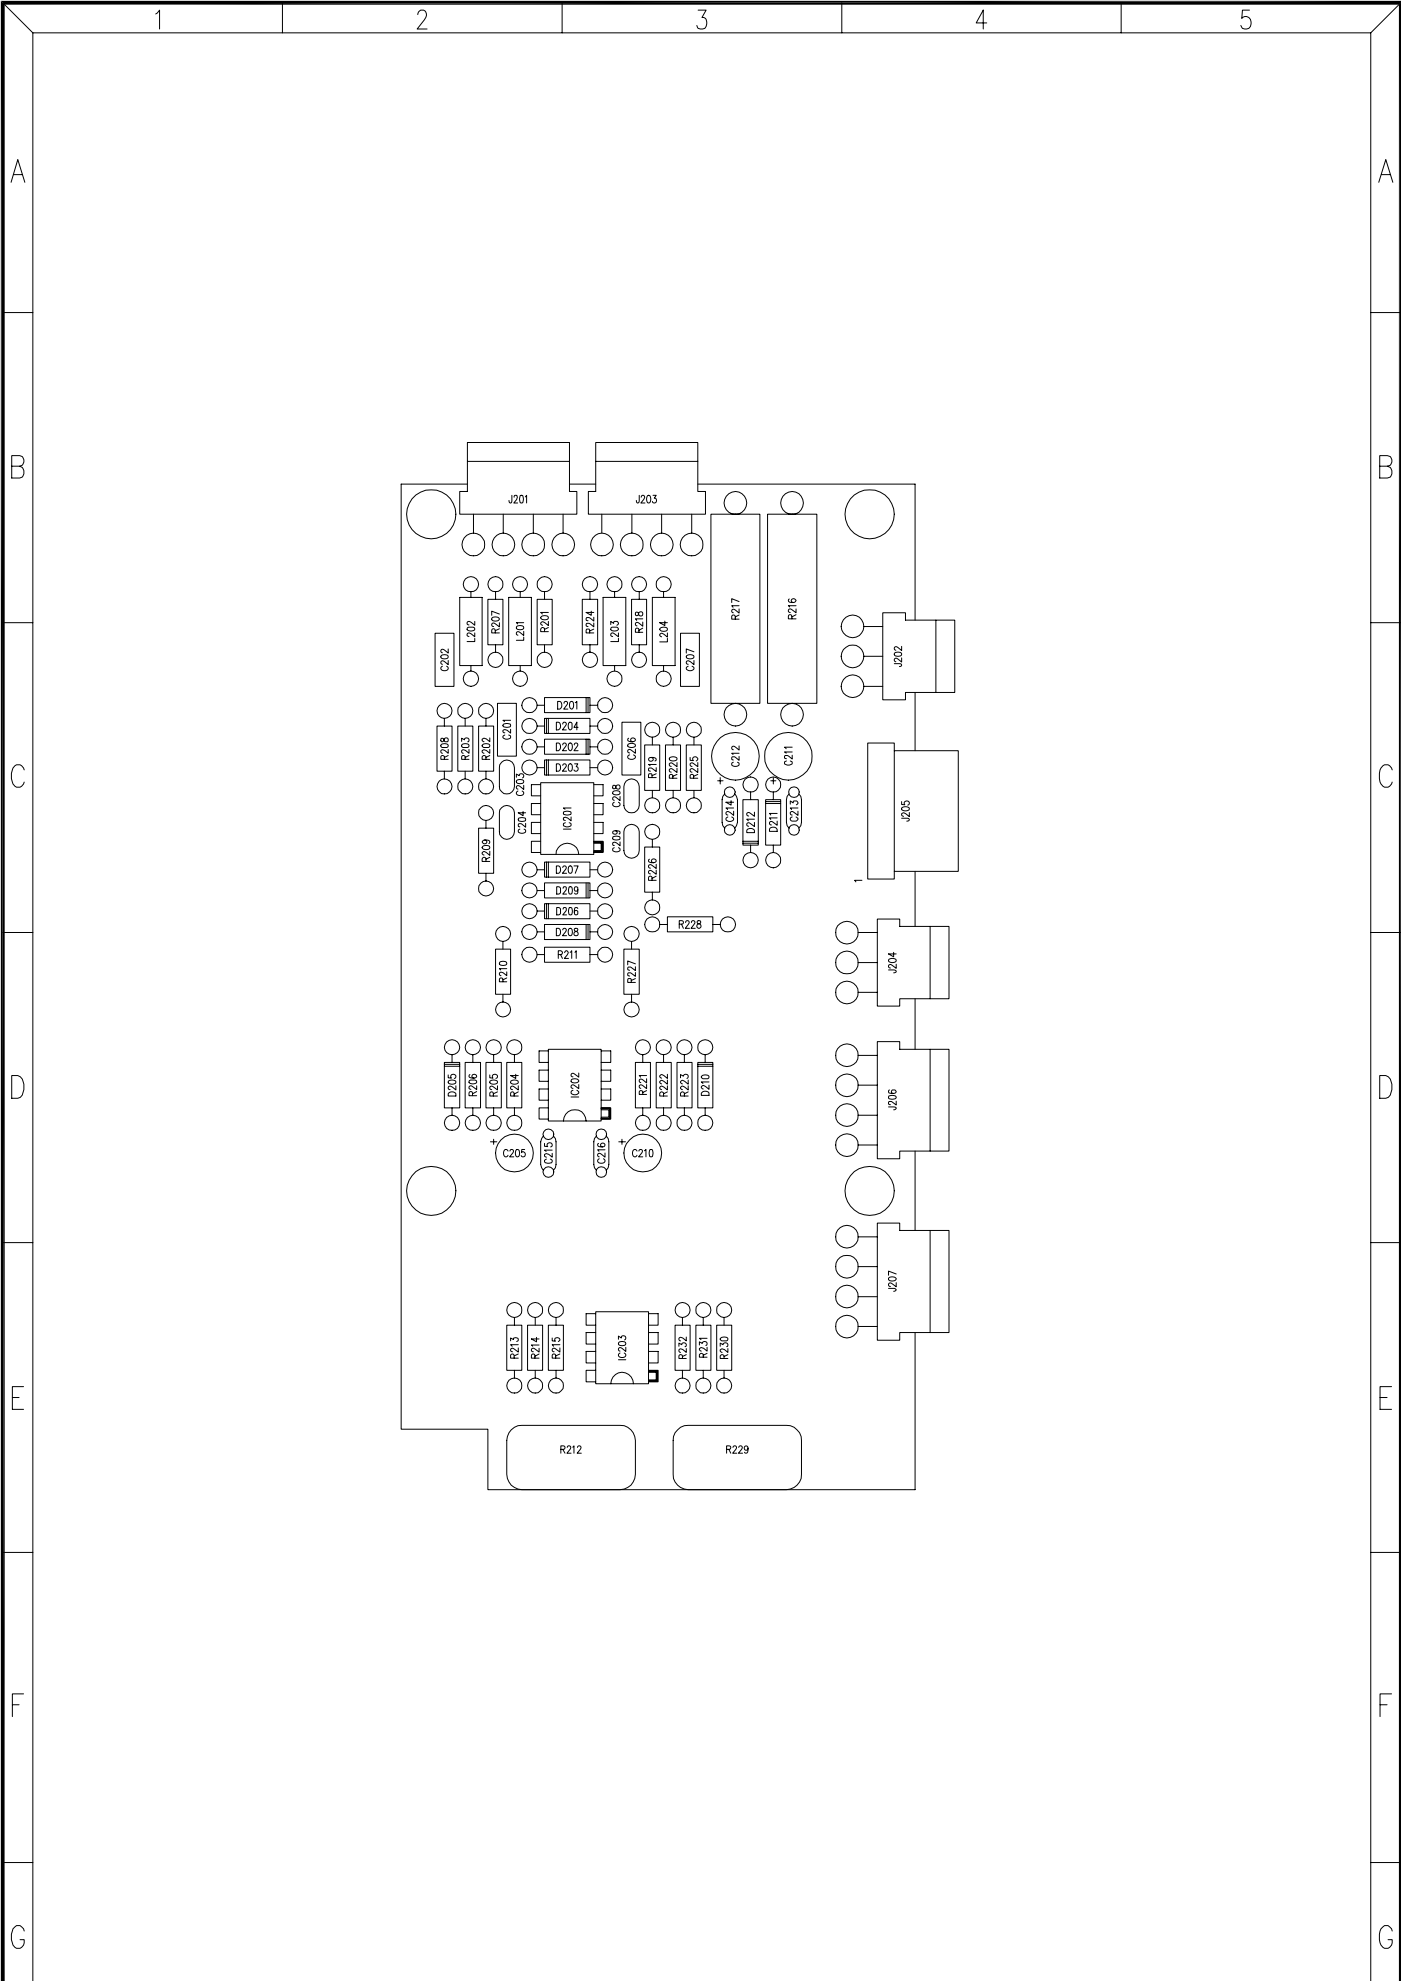 1 2 3 4 5
A A
B B
J201 J203
R217 R216
L202 R207 L201 R201 R224 L203 R218 L204
C202 C207 J202
D201
R208 R203 R202 C201 D204 C206 R219 R220 R225 C212 C211
D202
D203
C C
C203 C208 + +
C214 D212 D211 C213 J205
C204 IC201 C209
R209 R226
D207 1
D209
D206
R228
D208
R211
R210 R227 J204
D D
D205 R206 R205 R204 IC202 R221 R222 R223 D210 J206
+ +
C205 C215 C216 C210
J207
R213 R214 R215 IC203 R232 R231 R230
E E
R212 R229
F F
G G